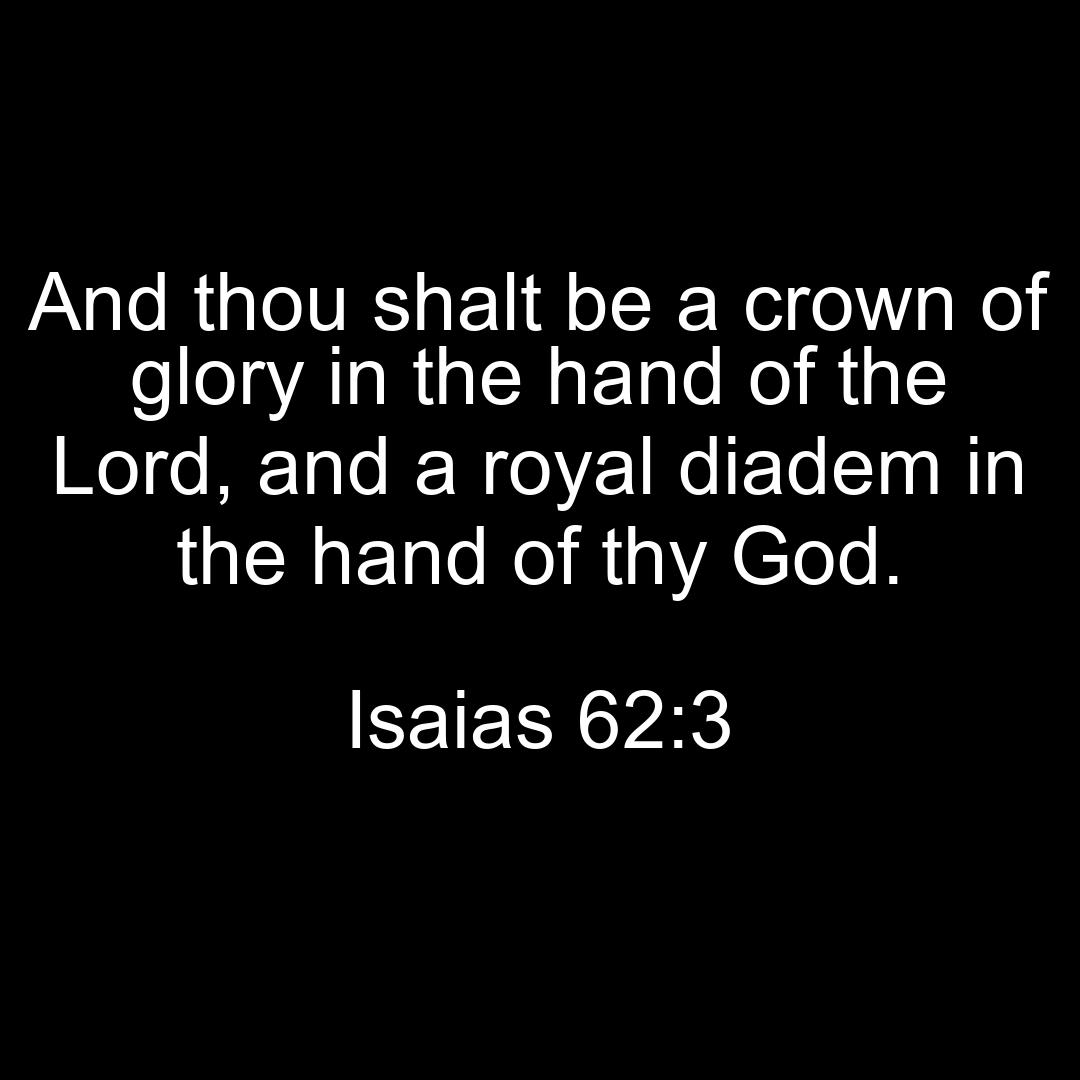 And thou shalt be a crown of
glory in the hand of the
Lord, and a royal diadem in
the hand of thy God.
Isaias 62:3